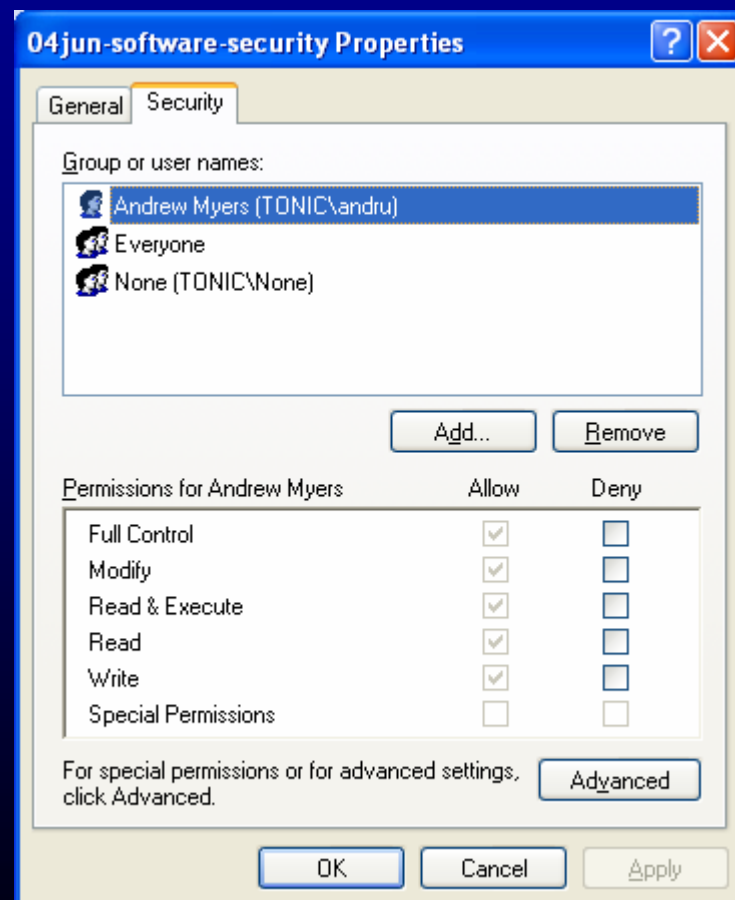 04jun-software-security Properties
General Security
Group or user names:
Andrew Myers (TONIC\andru)
Everyone
None (TONIC\None)
Add... Remove
Permissions for Andrew Myers Allow Deny
Full Control
Modify
Read & Execute
Read
Write
Special Permissions
For special permissions or for advanced settings,
click Advanced.
Advanced
OK Cancel Apply